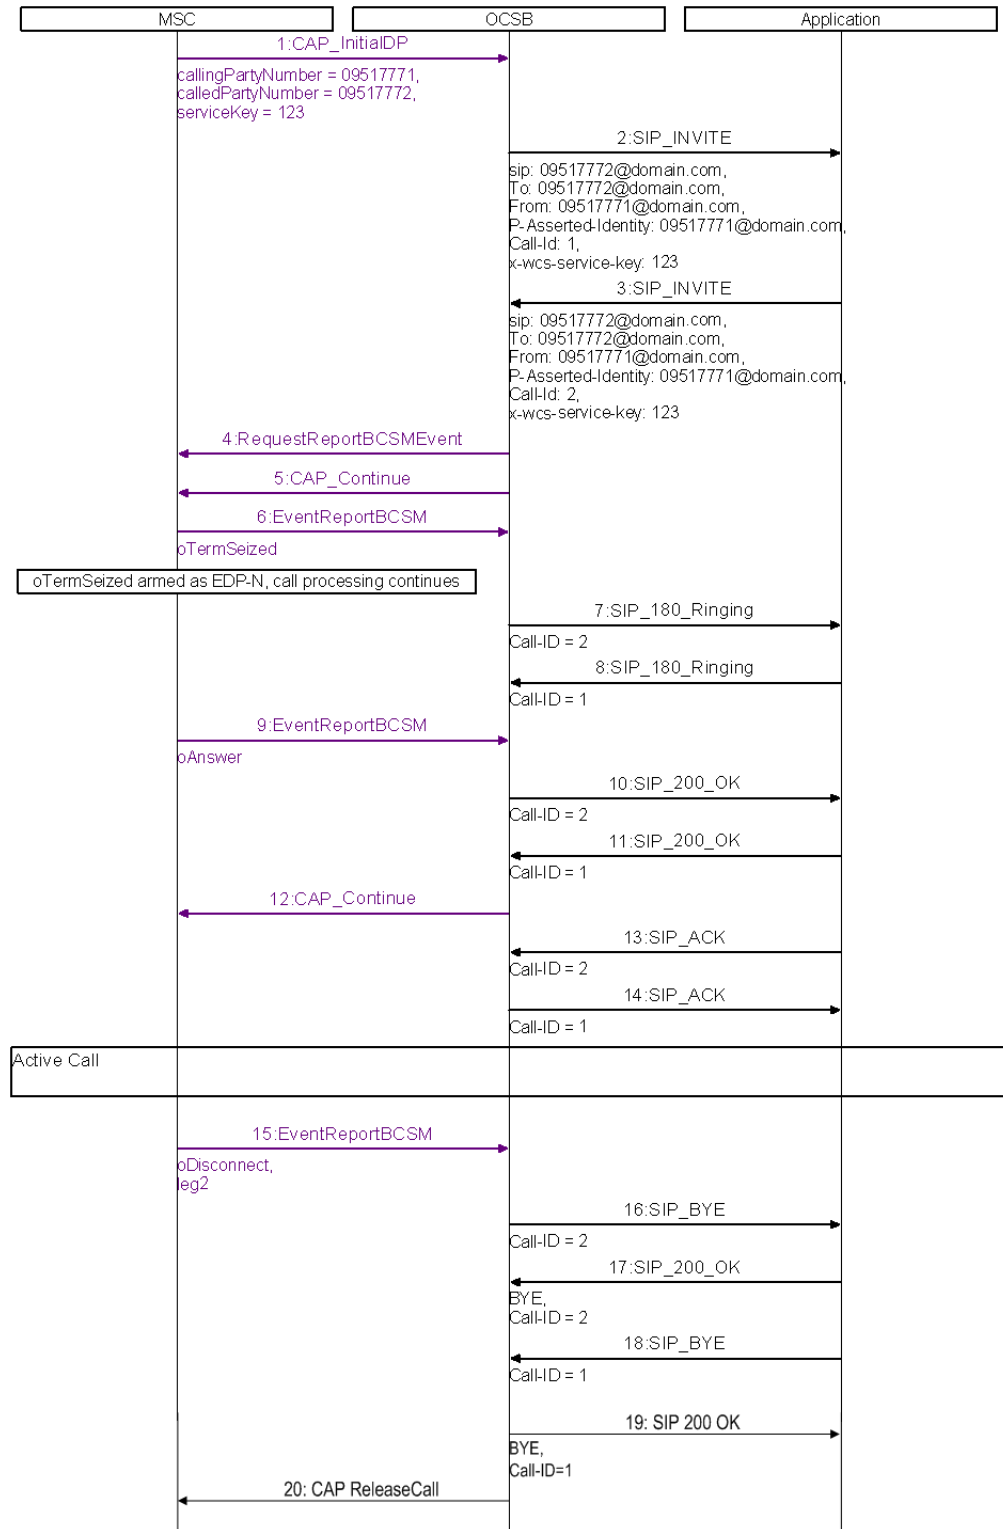 MSC
OCSB
Application
1:CAP_InitialDP
callingPartyNumber = 09517771,
calledPartyNumber = 09517772,
serviceKey = 123
2:SIP_INVITE
sip: 09517772@domain.com,
To: 09517772@domain.com,
From: 09517771@domain.com,
P-Asserted-Identity: 09517771@domain.com,
Call-Id: 1,
x-wcs-service-key: 123
3:SIP_INVITE
sip: 09517772@domain.com,
To: 09517772@domain.com,
From: 09517771@domain.com,
P-Asserted-Identity: 09517771@domain.com,
Call-Id: 2,
x-wcs-service-key: 123
4:RequestReportBCSMEvent
5:CAP_Continue
6:EventReportBCSM
oTermSeized
oTermSeized armed as EDP-N, call processing continues
7:SIP_180_Ringing
Call-ID = 2
8:SIP_180_Ringing
Call-ID = 1
9:EventReportBCSM
oAnswer
10:SIP_200_OK
Call-ID = 2
11:SIP_200_OK
Call-ID = 1
12:CAP_Continue
13:SIP_ACK
Call-ID = 2
14:SIP_ACK
Call-ID = 1
Active Call
15:EventReportBCSM
oDisconnect,
leg2
16:SIP_BYE
Call-ID = 2
17:SIP_200_OK
BYE,
Call-ID = 2
18:SIP_BYE
Call-ID = 1
19: SIP 200 OK
BYE,
Call-ID=1
20: CAP ReleaseCall